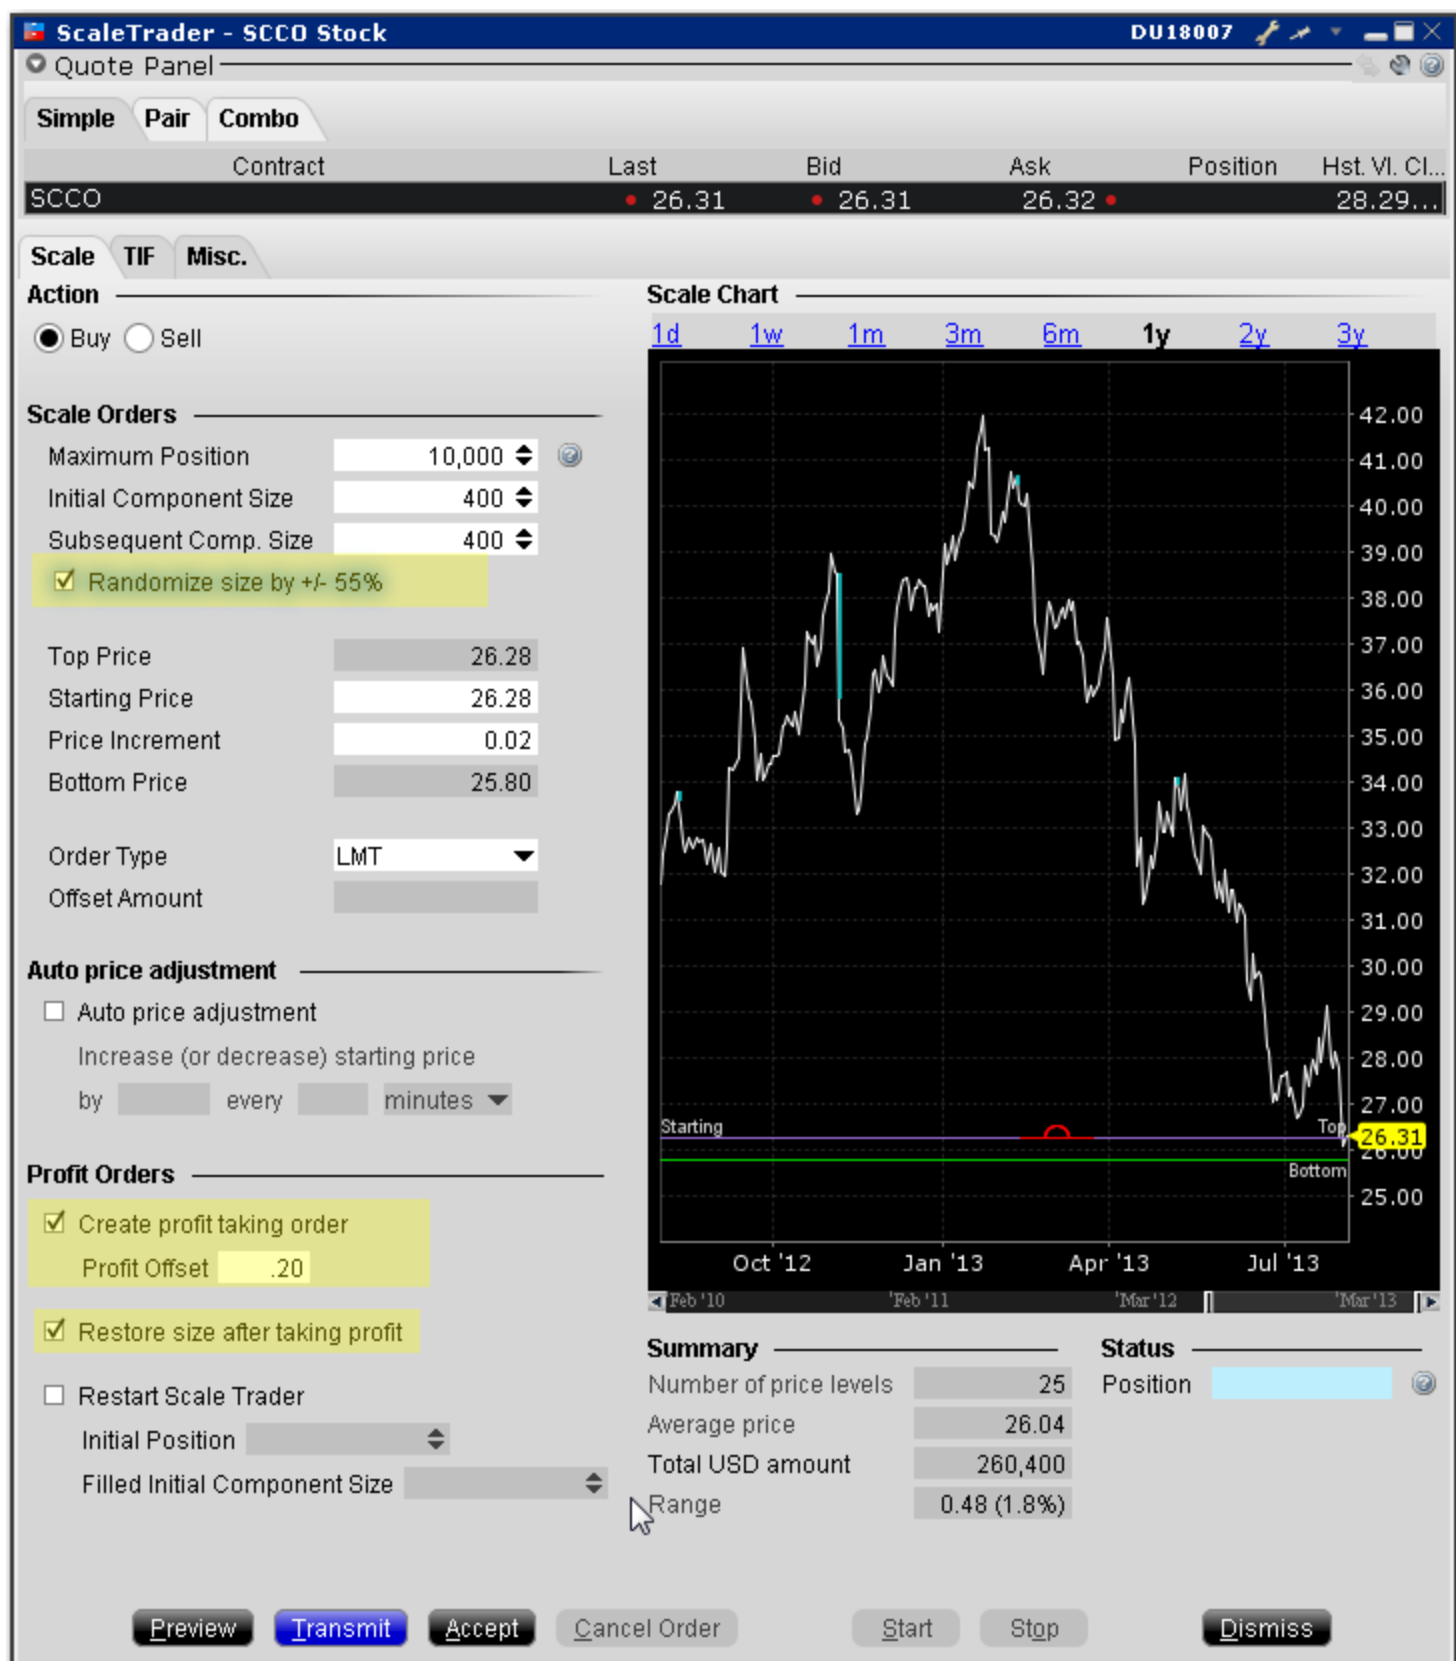 ScaleTrader - SCCO Stock DU18007
Quote Panel
Simple Pair Combo
Contract Last Bid Ask Position Hst. Vl. Cl...
SCCO 26.31 26.31 26.32 28.29...
Scale TIF Misc.
Action
Buy Sell
Scale Orders
Maximum Position 10,000
Initial Component Size 400
Subsequent Comp. Size 400
Randomize size by +/- 55%
Top Price 26.28
Starting Price 26.28
Price Increment 0.02
Bottom Price 25.80
Order Type LMT
Offset Amount
Auto price adjustment
Auto price adjustment
Increase (or decrease) starting price
by every minutes
Profit Orders
Create profit taking order
Profit Offset .20
Restore size after taking profit
Restart Scale Trader
Initial Position
Filled Initial Component Size
Scale Chart
1d 1w 1m 3m 6m 1y 2y 3y
42.00
41.00
40.00
39.00
38.00
37.00
36.00
35.00
34.00
33.00
32.00
31.00
30.00
29.00
28.00
27.00
Starting Top 26.31
26.00
Bottom
25.00
Oct '12 Jan '13 Apr '13 Jul '13
Feb '10 'Feb '11 'Mar '12 'Mar '13
Summary
Number of price levels 25
Average price 26.04
Total USD amount 260,400
Range 0.48 (1.8%)
Status
Position
Preview Transmit Accept Cancel Order Start Stop Dismiss